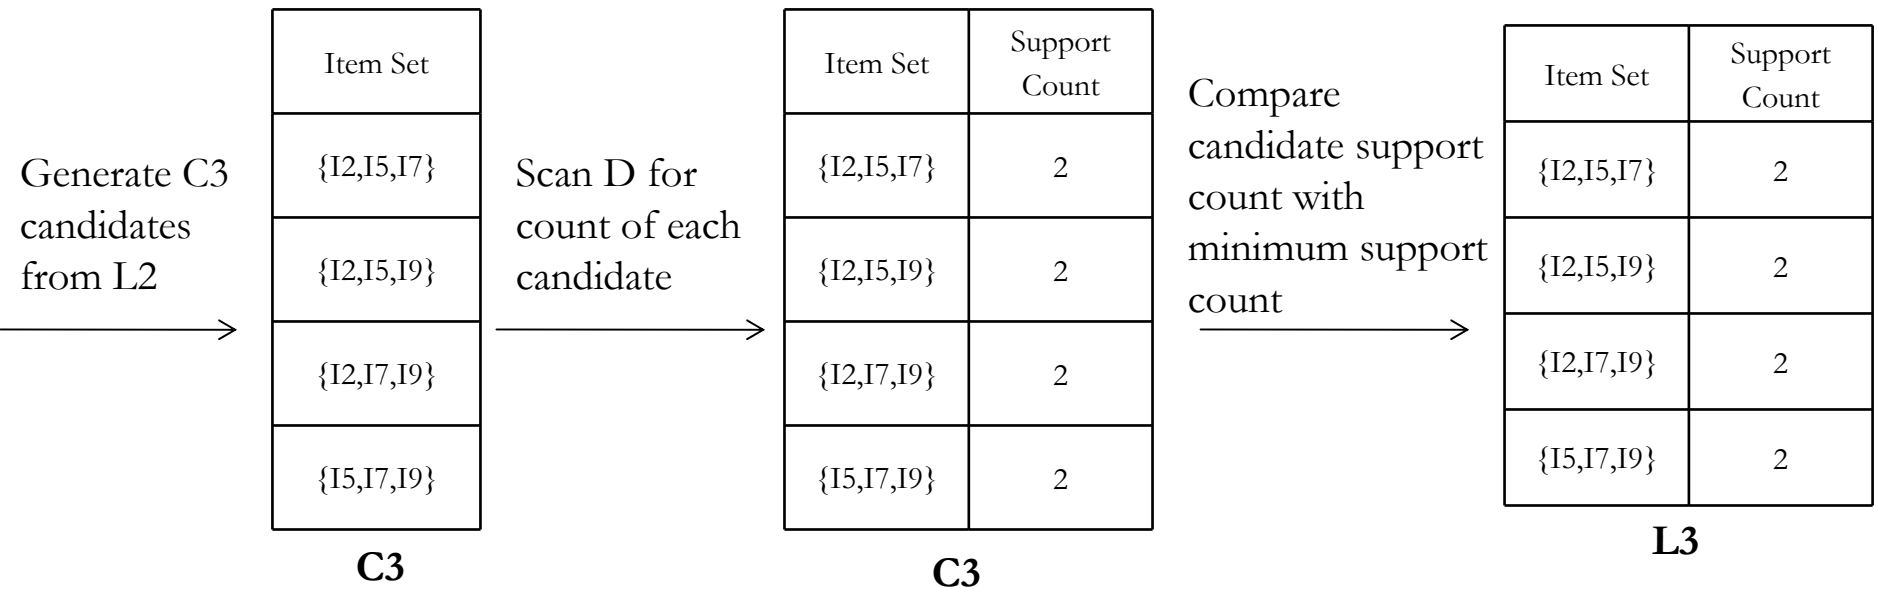 Generate C3
candidates
from L2
Item Set
{I2,I5,I7}
{I2,I5,I9}
{I2,I7,I9}
{I5,I7,I9}
C3
Scan D for
count of each
candidate
Item Set
Support
Count
{I2,I5,I7}
2
{I2,I5,I9}
2
{I2,I7,I9}
2
{I5,I7,I9}
2
C3
Compare
candidate support
count with
minimum support
count
Item Set
Support
Count
{I2,I5,I7}
2
{I2,I5,I9}
2
{I2,I7,I9}
2
{I5,I7,I9}
2
L3